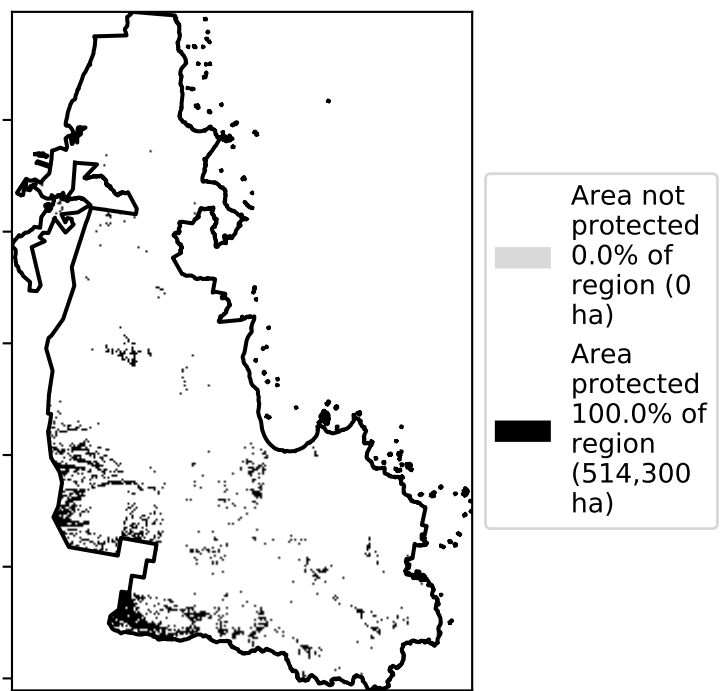 Area not
protected
0.0% of
region (0
ha)
Area
protected
100.0% of
region
(514,300
ha)